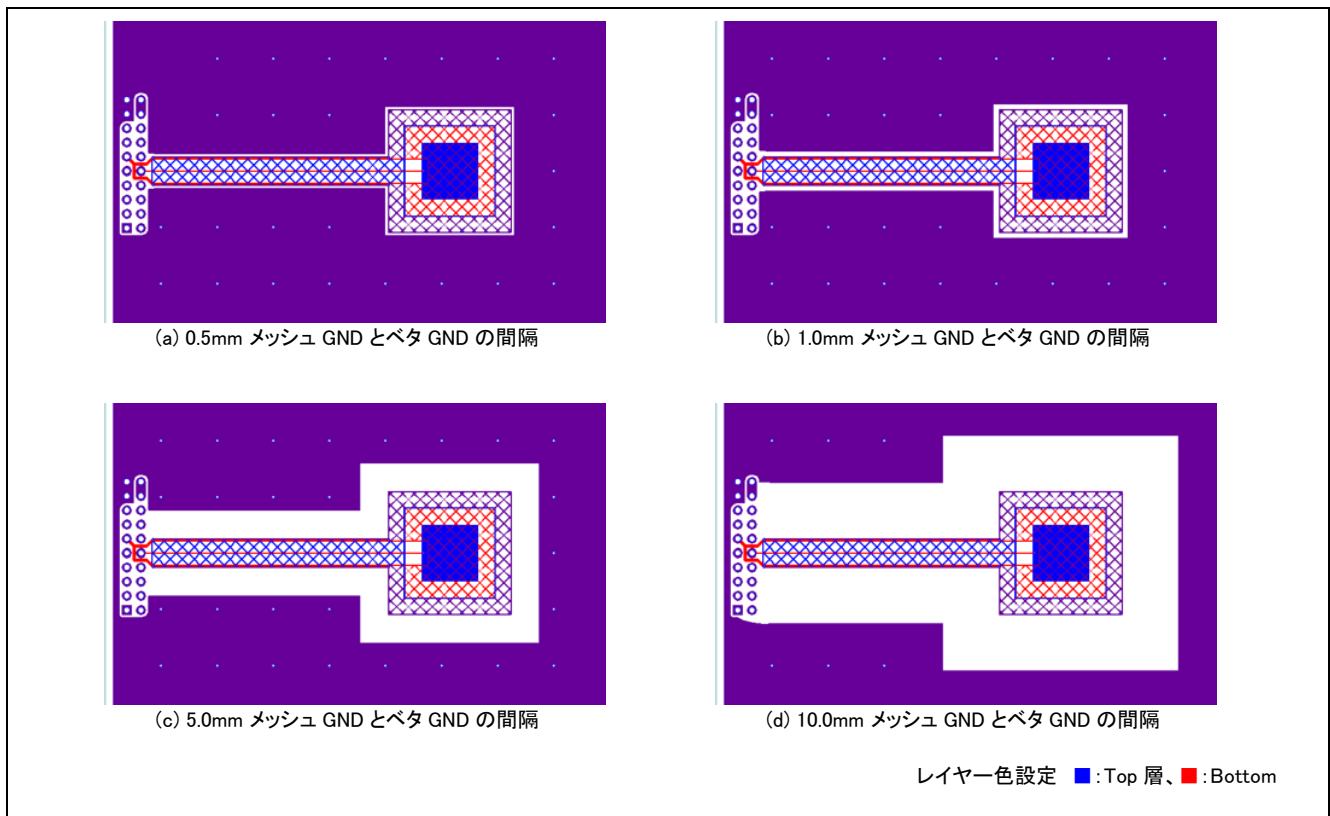 (a) 0.5mm メッシュ GND とベタ GND の間隔
(b) 1.0mm メッシュ GND とベタ GND の間隔
(c) 5.0mm メッシュ GND とベタ GND の間隔
(d) 10.0mm メッシュ GND とベタ GND の間隔
レイヤー色設定 ■:Top 層、■:Bottom